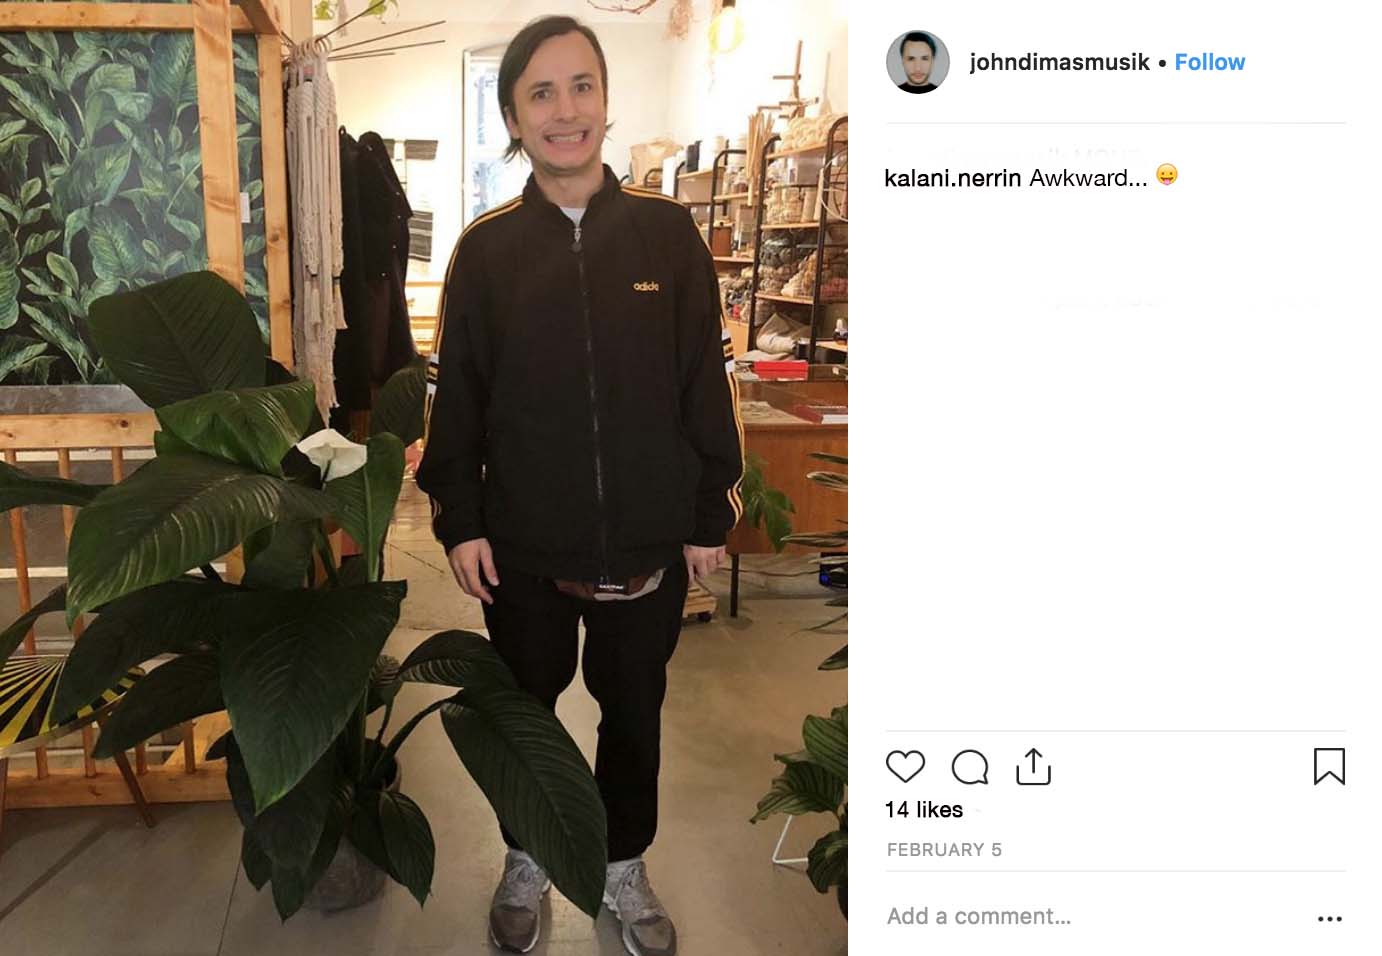 johndimasmusik • Follow
kalani.nerrin Awkward... 😛
adidas
14 likes
FEBRUARY 5
Add a comment...